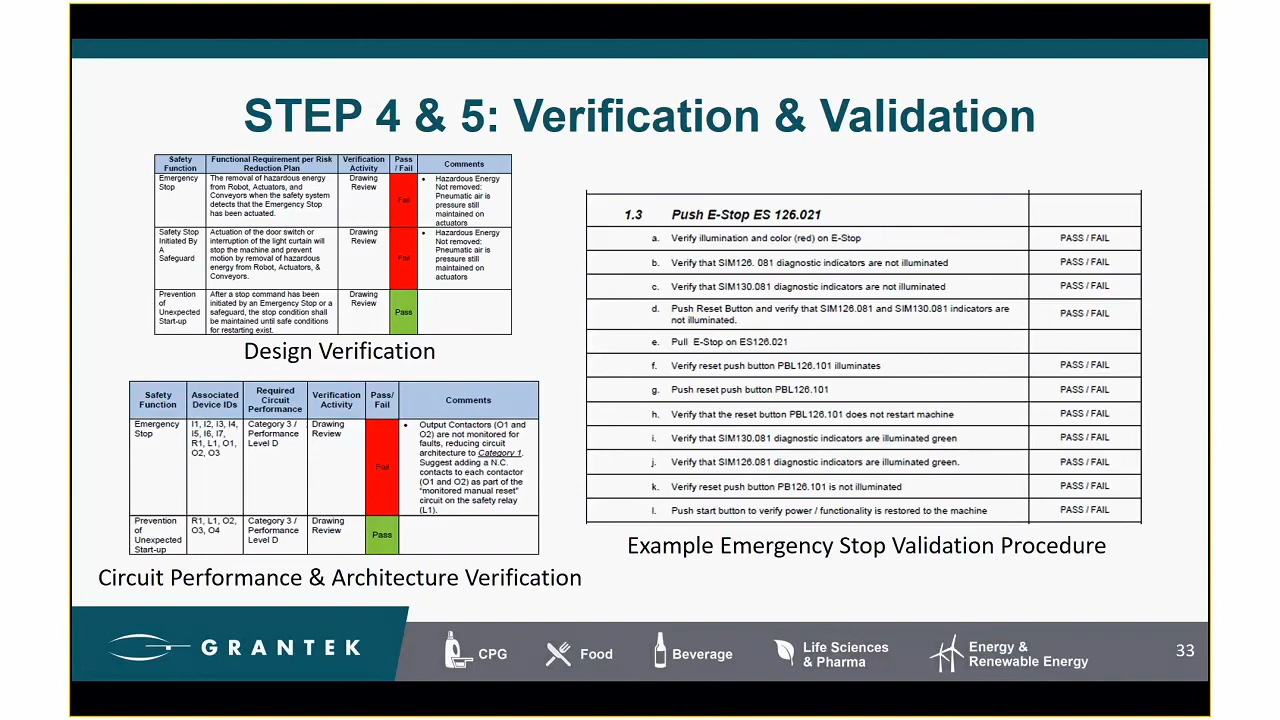 STEP 4 & 5: Verification & Validation
Safety Function
Functional Requirement per Risk Reduction Plan
Verification Activity
Pass / Fail
Comments
Emergency Stop
The removal of hazardous energy
from Robot, Actuators, and
Conveyors when the safety system
detects that the Emergency Stop
has been actuated.
Drawing Review
Fail
• Hazardous Energy
Not removed:
Pneumatic air is
pressure still
maintained on
actuators
Safety Stop
Initiated By
A
Safeguard
Actuation of the door switch or
interruption of the light curtain will
stop the machine and prevent
motion by removal of hazardous
energy from Robot, Actuators, &
Conveyors.
Drawing Review
Fail
• Hazardous Energy
Not removed:
Pneumatic air is
pressure still
maintained on
actuators
Prevention
of
Unexpected
Start-up
After a stop command has been
initiated by an Emergency Stop or a
safeguard, the stop condition shall
be maintained until safe conditions
for restarting exist.
Drawing Review
Pass
Design Verification
Safety Function
Associated Device IDs
Required Circuit Performance
Verification Activity
Pass/ Fail
Comments
Emergency Stop
I1, I2, I3, I4,
I5, I6, I7,
R1, L1, O1,
O2, O3
Category 3 /
Performance
Level D
Drawing Review
Fail
• Output Contactors (O1 and
O2) are not monitored for
faults, reducing circuit
architecture to Category 1.
Suggest adding a N.C.
contacts to each contactor
(O1 and O2) as part of the
"monitored manual reset"
circuit on the safety relay
(L1).
Prevention
of
Unexpected
Start-up
R1, L1, O2,
O3, O4
Category 3 /
Performance
Level D
Drawing Review
Pass
Circuit Performance & Architecture Verification
1.3 Push E-Stop ES 126.021
a. Verify illumination and color (red) on E-Stop PASS / FAIL
b. Verify that SIM126. 081 diagnostic indicators are not illuminated PASS / FAIL
c. Verify that SIM130.081 diagnostic indicators are not illuminated PASS / FAIL
d. Push Reset Button and verify that SIM126.081 and SIM130.081 indicators are
not illuminated. PASS / FAIL
e. Pull E-Stop on ES126.021
f. Verify reset push button PBL126.101 illuminates PASS / FAIL
g. Push reset push button PBL126.101 PASS / FAIL
h. Verify that the reset button PBL126.101 does not restart machine PASS / FAIL
i. Verify that SIM130.081 diagnostic indicators are illuminated green PASS / FAIL
j. Verify that SIM126.081 diagnostic indicators are illuminated green. PASS / FAIL
k. Verify reset push button PB126.101 is not illuminated PASS / FAIL
l. Push start button to verify power / functionality is restored to the machine PASS / FAIL
Example Emergency Stop Validation Procedure
GRANTEK
CPG
Food
Beverage
Life Sciences
& Pharma
Energy &
Renewable Energy
33